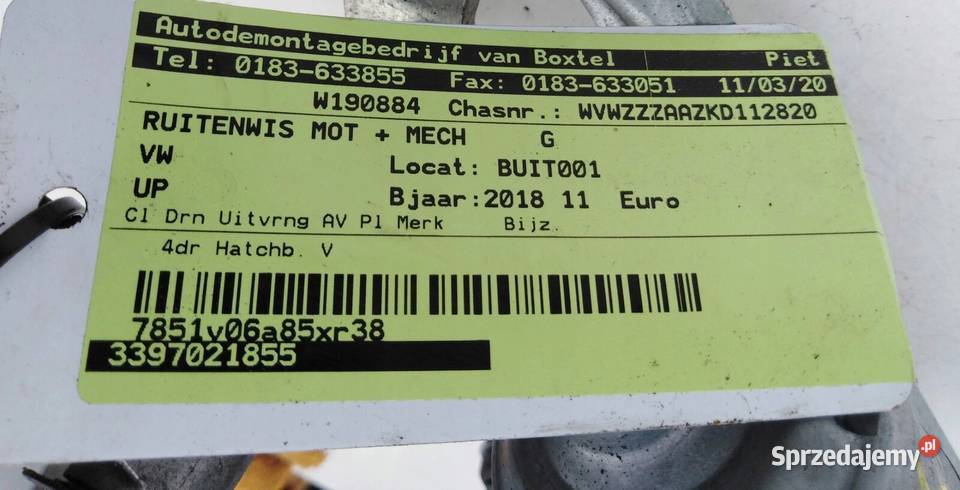 Autodemontagebedrijf van Boxtel Piet
Tel: 0183-633855 Fax: 0183-633051 11/03/20
W190884 Chasnr.: WVWZZZAAZKD112820
RUITENWIS MOT + MECH G
VW Locat: BUIT001
UP Bjaar:2018 11 Euro
Cl Drn Uitvrng AV Pl Merk Bijz.
4dr Hatchb. V
7851v06a85xr38
3397021855
Sprzedajemy.pl